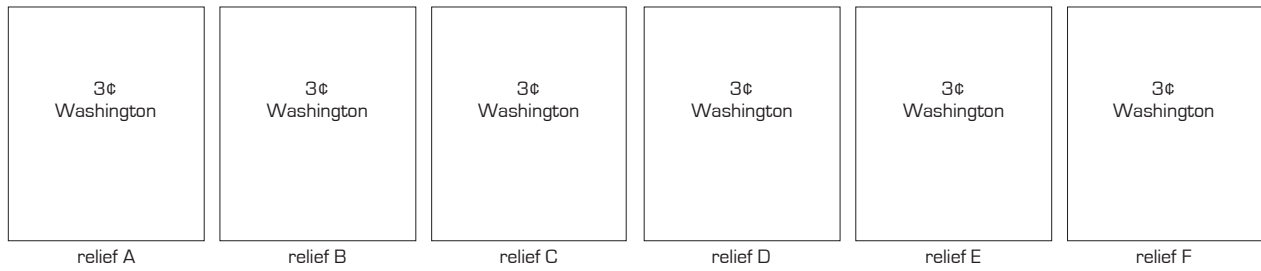 3¢ 3¢ 3¢ 3¢ 3¢ 3¢
Washington Washington Washington Washington Washington Washington
relief A relief B relief C relief D relief E relief F